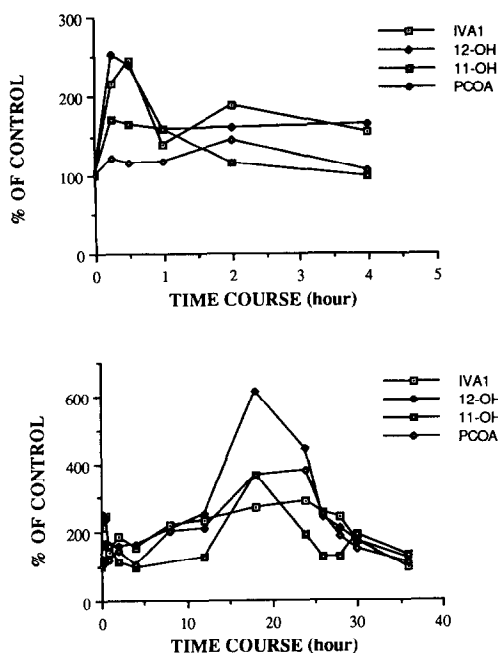 300
200
100
0
% OF CONTROL
0 1 2 3 4 5
TIME COURSE (hour)
IVA1
12-OH
11-OH
PCOA
600
400
200
0
% OF CONTROL
0 10 20 30 40
TIME COURSE (hour)
IVA1
12-OH
11-OH
PCOA